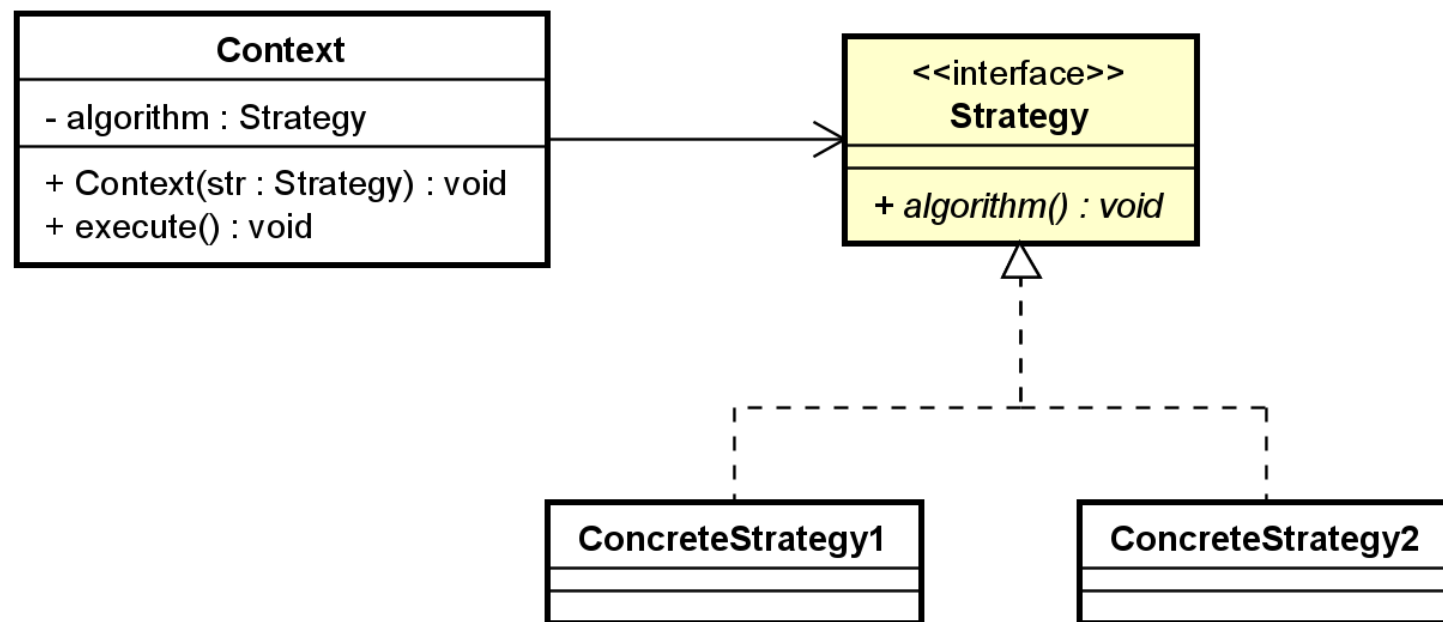 Context
- algorithm : Strategy
+ Context(str : Strategy) : void
+ execute() : void
<<interface>>
Strategy
+ algorithm() : void
ConcreteStrategy1
ConcreteStrategy2